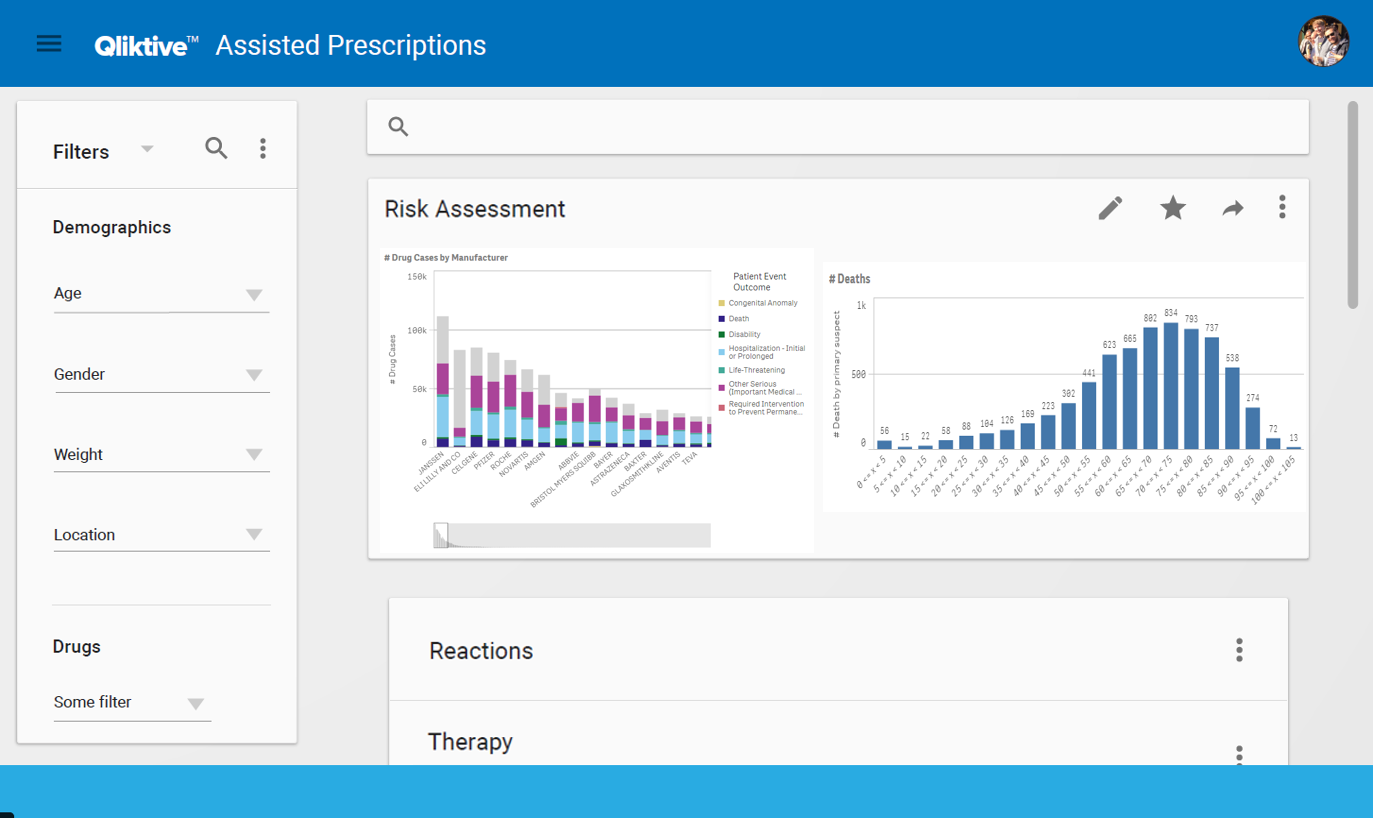 Qliktive™ Assisted Prescriptions
Filters
Demographics
Age
Gender
Weight
Location
Drugs
Some filter
Risk Assessment
# Drug Cases by Manufacturer
150k
100k
50k
0
# Drug Cases
JANSSEN
ELI LILLY AND CO
CELGENE
PFIZER
ROCHE
NOVARTIS
AMGEN
ABBVIE
BRISTOL MYERS SQUIBB
BAYER
ASTRAZENECA
BAXTER
GLAXOSMITHKLINE
AVENTIS
TEVA
Patient Event
Outcome
Congenital Anomaly
Death
Disability
Hospitalization - Initial
or Prolonged
Life-Threatening
Other Serious
(Important Medical ...
Required Intervention
to Prevent Permane...
# Deaths
1k
500
0
# Death by primary suspect
56
15
22
58
88
104
126
169
223
302
441
623
665
802
834
793
737
538
274
72
13
0 <= x < 5
5 <= x < 10
10 <= x < 15
15 <= x < 20
20 <= x < 25
25 <= x < 30
30 <= x < 35
35 <= x < 40
40 <= x < 45
45 <= x < 50
50 <= x < 55
55 <= x < 60
60 <= x < 65
65 <= x < 70
70 <= x < 75
75 <= x < 80
80 <= x < 85
85 <= x < 90
90 <= x < 95
95 <= x < 100
100 <= x < 105
Reactions
Therapy